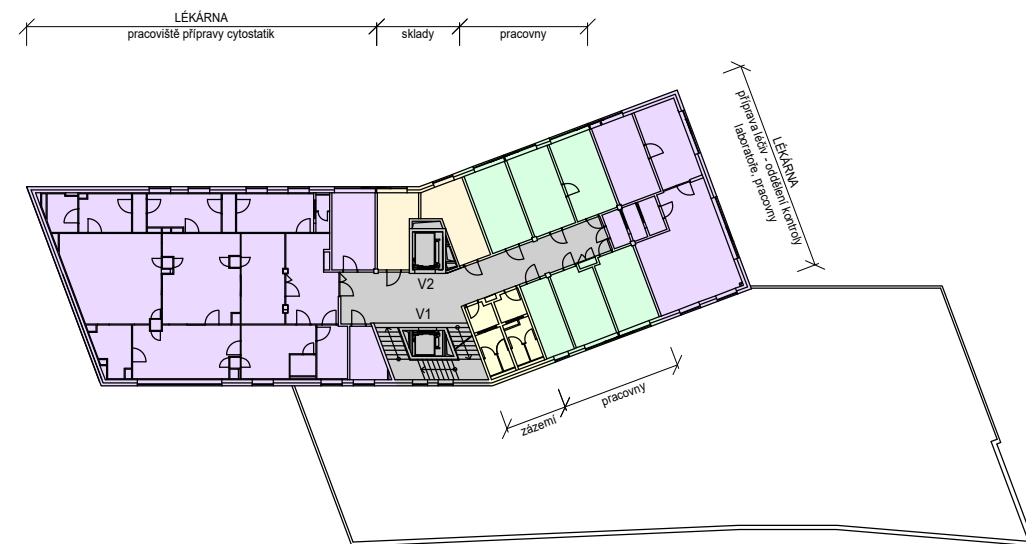 LÉKÁRNA
pracoviště přípravy cytostatik
sklady
pracovny
LÉKÁRNA
příprava léčiv - oddělení kontroly
laboratoře, pracovny
V2
V1
zázemí
pracovny